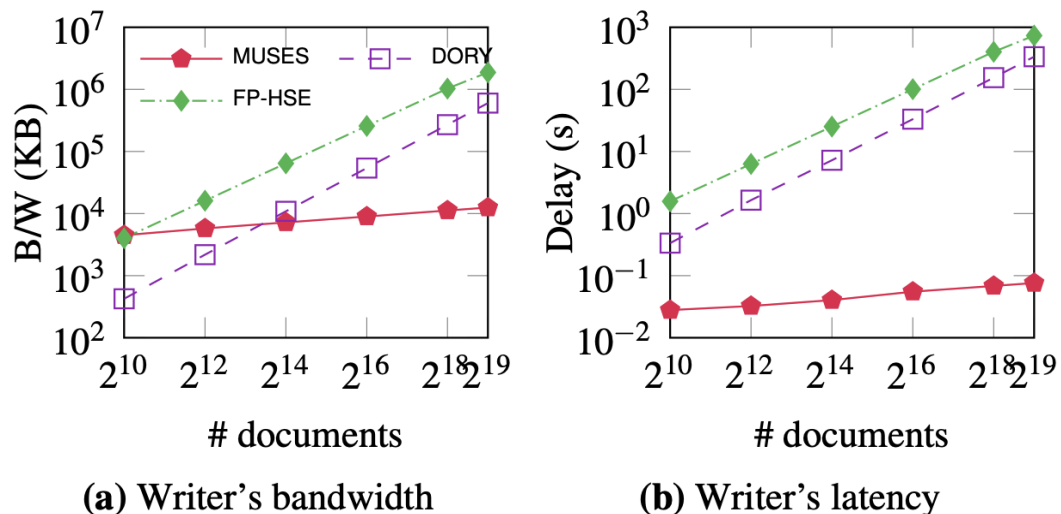 10^7
10^6
10^5
10^4
10^3
10^2
B/W (KB)
MUSES
DORY
FP-HSE
2^10 2^12 2^14 2^16 2^18 2^19
# documents
(a) Writer's bandwidth
10^3
10^2
10^1
10^0
10^−1
10^−2
Delay (s)
2^10 2^12 2^14 2^16 2^18 2^19
# documents
(b) Writer's latency